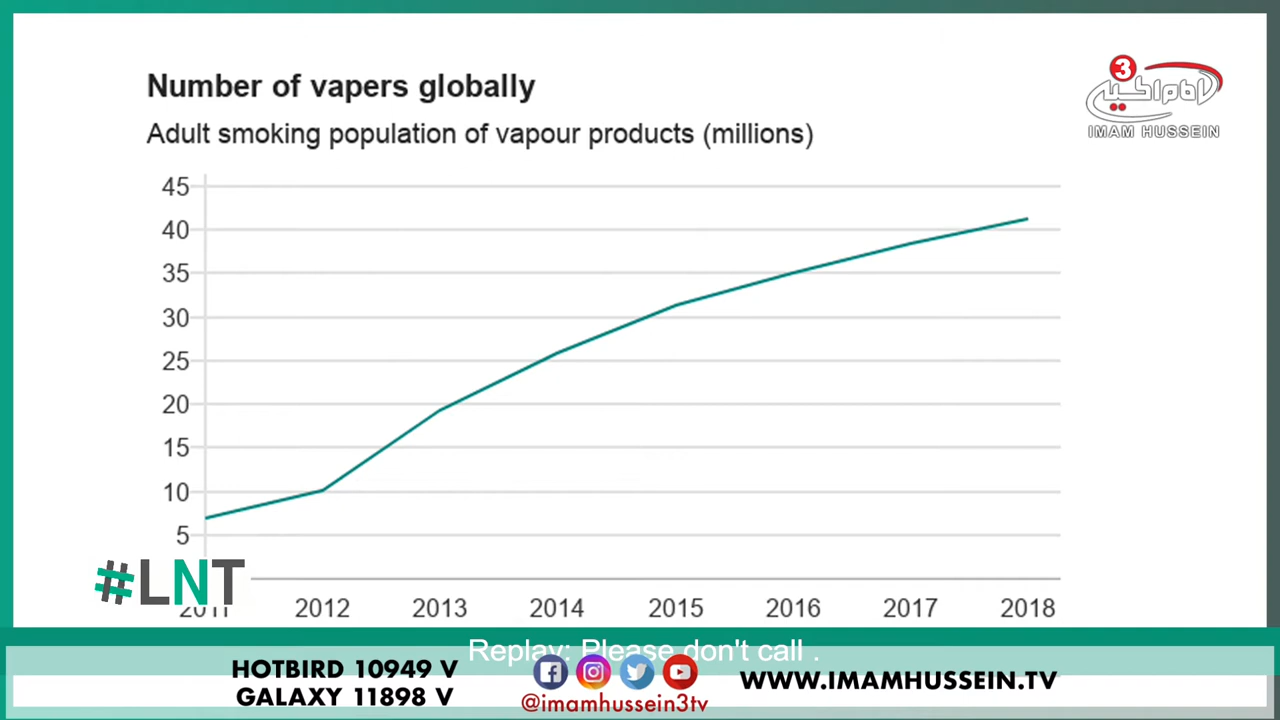 Number of vapers globally
Adult smoking population of vapour products (millions)
3
IMAM HUSSEIN
45
40
35
30
25
20
15
10
5
#LNT
2011 2012 2013 2014 2015 2016 2017 2018
Replay: Please don't call .
HOTBIRD 10949 V
GALAXY 11898 V
@imamhussein3tv
WWW.IMAMHUSSEIN.TV